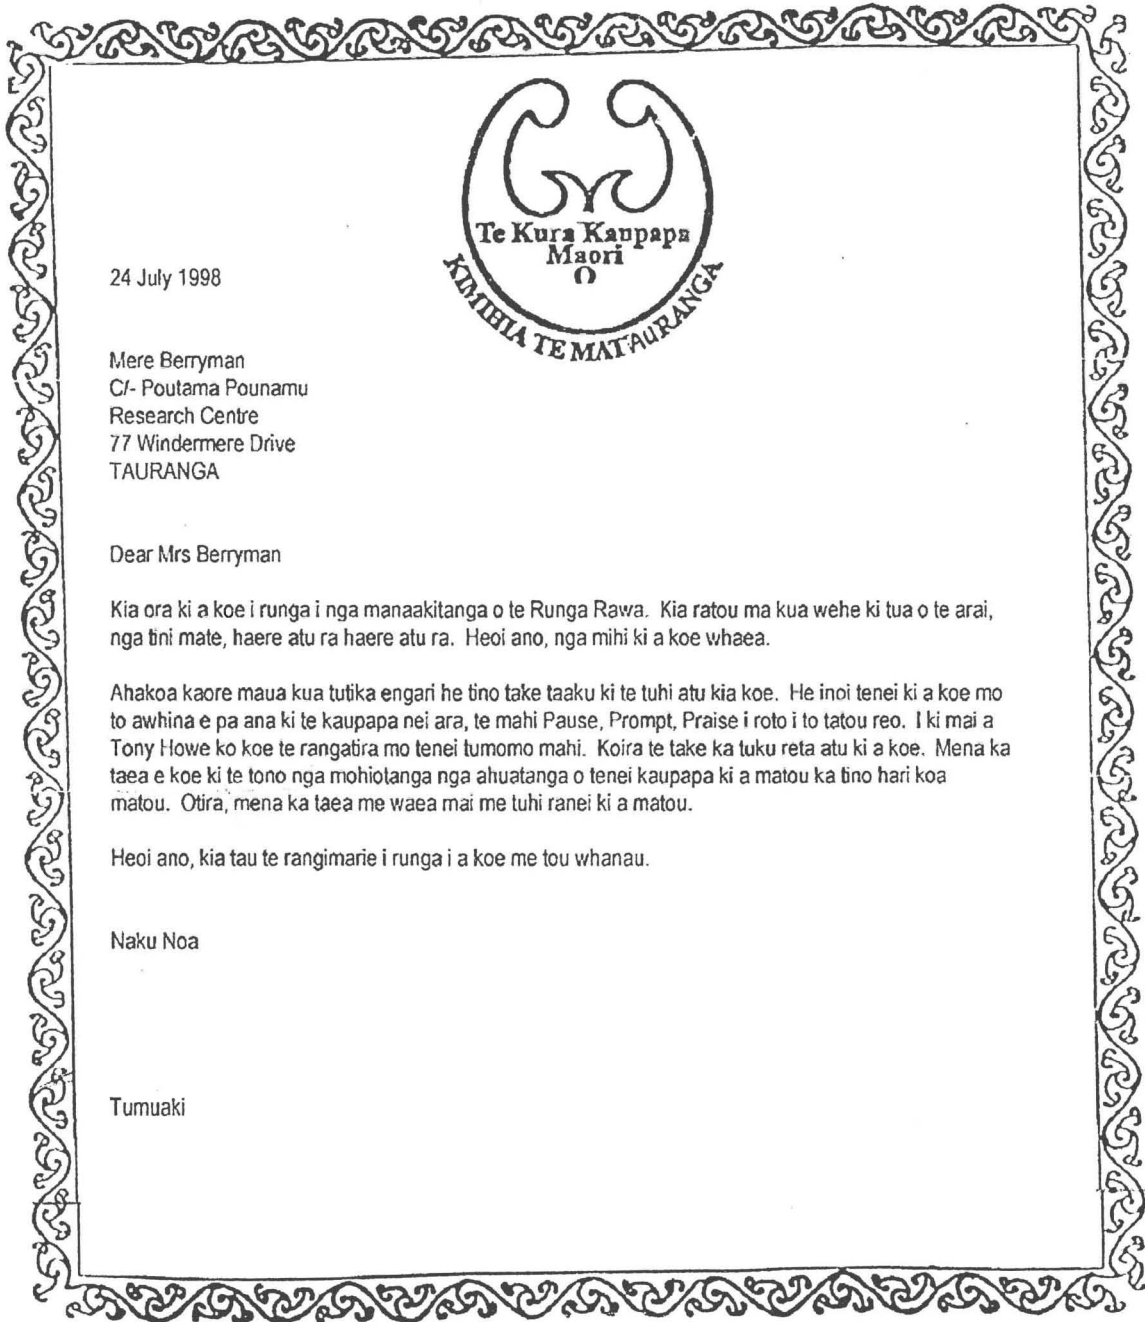 Te Kura Kaupapa
Maori
O
KIMIHIA TE MATAURANGA
24 July 1998
Mere Berryman
C/- Poutama Pounamu
Research Centre
77 Windermere Drive
TAURANGA
Dear Mrs Berryman
Kia ora ki a koe i runga i nga manaakitanga o te Runga Rawa. Kia ratou ma kua wehe ki tua o te arai,
nga tini mate, haere atu ra haere atu ra. Heoi ano, nga mihi ki a koe whaea.
Ahakoa kaore maua kua tutika engari he tino take taaku ki te tuhi atu kia koe. He inoi tenei ki a koe mo
to awhina e pa ana ki te kaupapa nei ara, te mahi Pause, Prompt, Praise i roto i to tatou reo. I ki mai a
Tony Howe ko koe te rangatira mo tenei tumomo mahi. Koira te take ka tuku reta atu ki a koe. Mena ka
taea e koe ki te tono nga mohiotanga nga ahuatanga o tenei kaupapa ki a matou ka tino hari koa
matou. Otira, mena ka taea me waea mai me tuhi ranei ki a matou.
Heoi ano, kia tau te rangimarie i runga i a koe me tou whanau.
Naku Noa
Tumuaki